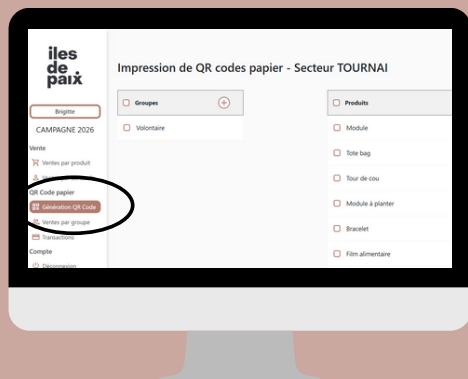 iles
de
paix
Brigitte
CAMPAGNE 2026
Vente
Ventes par produit
QR Code papier
Génération QR Code
Ventes par groupe
Transactions
Compte
Déconnexion
Impression de QR codes papier - Secteur TOURNAI
Groupes
Volontaire
Produits
Module
Tote bag
Tour de cou
Module à planter
Bracelet
Film alimentaire